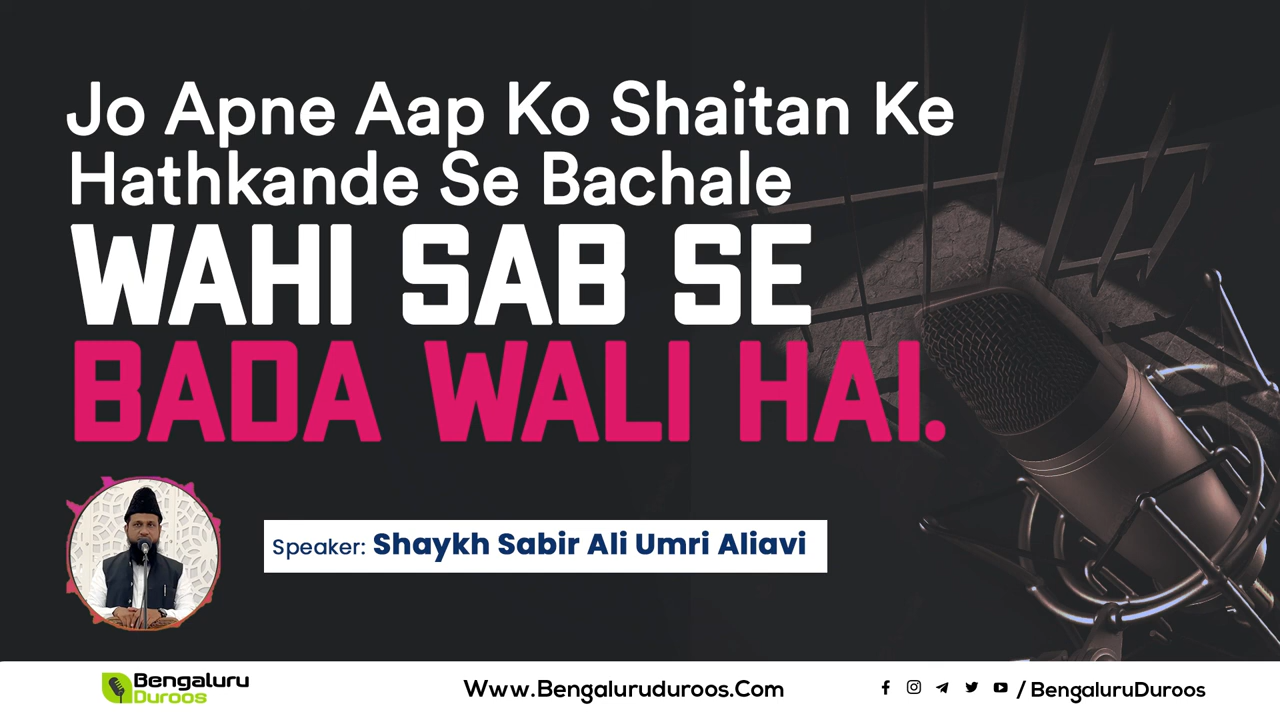 Jo Apne Aap Ko Shaitan Ke
Hathkande Se Bachale
WAHI SAB SE
BADA WALI HAI.
Speaker: Shaykh Sabir Ali Umri Aliavi
Bengaluru
Duroos
Www.Bengaluruduroos.Com
/ BengaluruDuroos